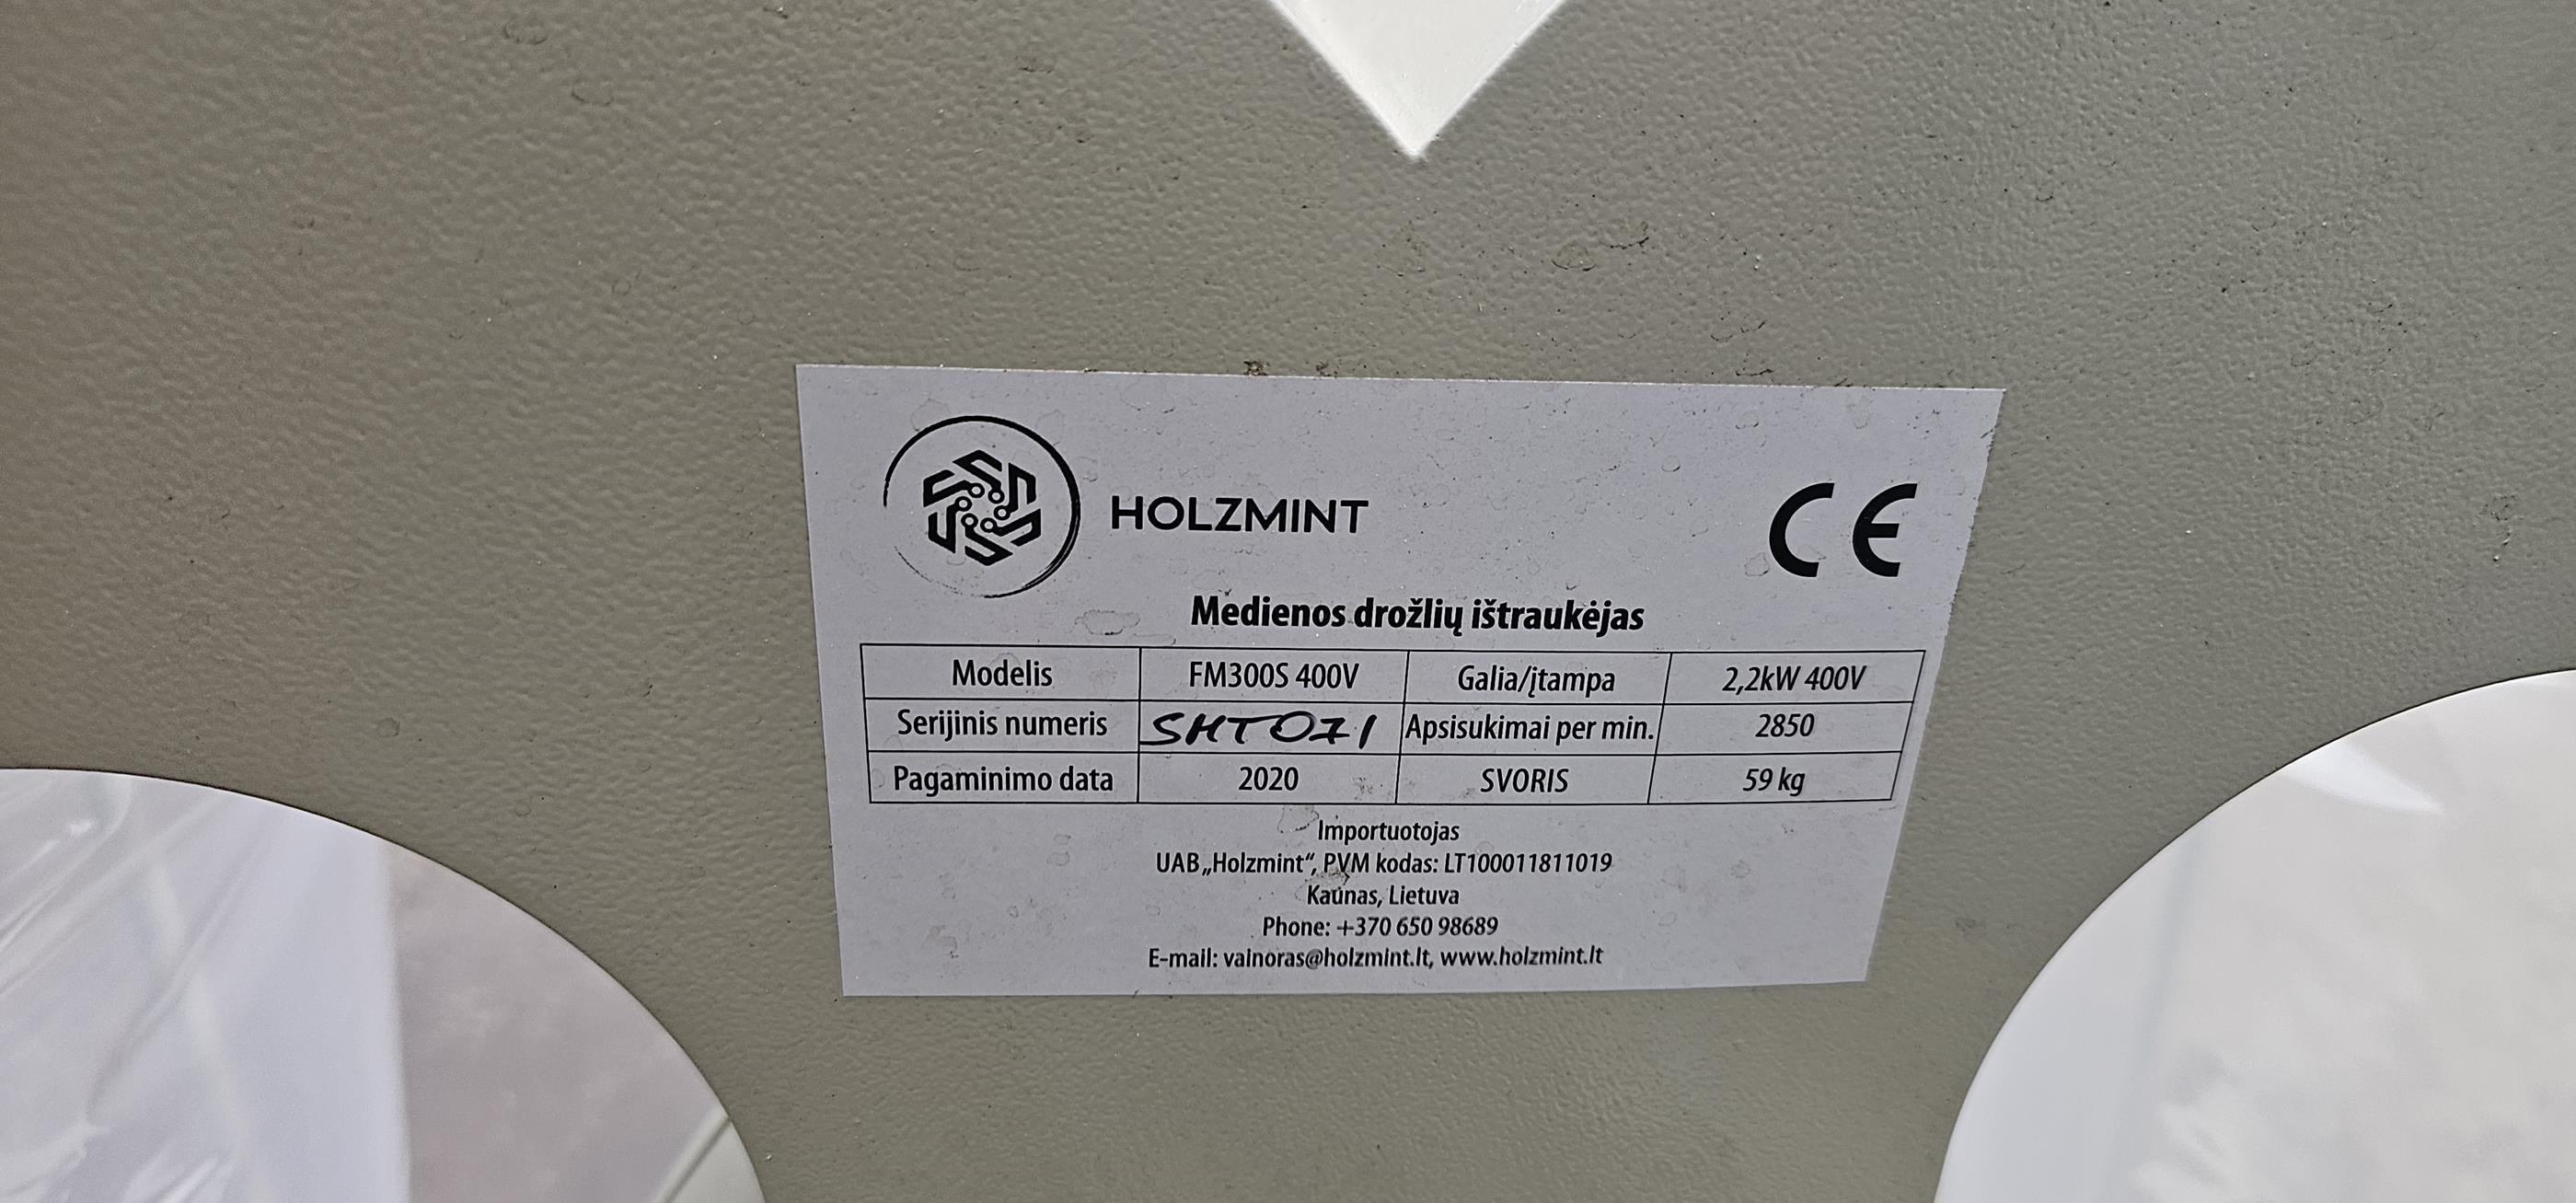 HOLZMINT
CE
Medienos drožlių ištraukėjas
Modelis FM300S 400V Galia/įtampa 2,2kW 400V
Serijinis numeris SHT071 Apsisukimai per min. 2850
Pagaminimo data 2020 SVORIS 59 kg
Importuotojas
UAB „Holzmint“, PVM kodas: LT100011811019
Kaunas, Lietuva
Phone: +370 650 98689
E-mail: vainoras@holzmint.lt, www.holzmint.lt